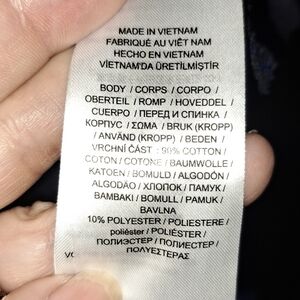 MADE IN VIETNAM
FABRIQUÉ AU VIÊT NAM
HECHO EN VIETNAM
VİETNAM'DA ÜRETİLMİŞTİR
BODY / CORPS / CORPO /
OBERTEIL / ROMP / HOVEDDEL /
CUERPO / ПЕРЕД И СПИНКА /
КОРПУС / ΣΩΜΑ / BRUK (KROPP)
/ ANVÄND (KROPP) / BEDEN /
VRCHNÍ ČÁST : 90% COTTON /
COTON / COTONE / BAUMWOLLE /
KATOEN / BOMULD / ALGODÓN /
ALGODÃO / ХЛОПОК / ПАМУК /
BAMBAKI / BOMULL / PAMUK /
BAVLNA
10% POLYESTER / POLIESTERE /
poliéster / POLIÉSTER /
ПОЛИЭСТЕР / ПОЛИЕСТЕР /
ΠΟΛΥΕΣΤΕΡΑΣ